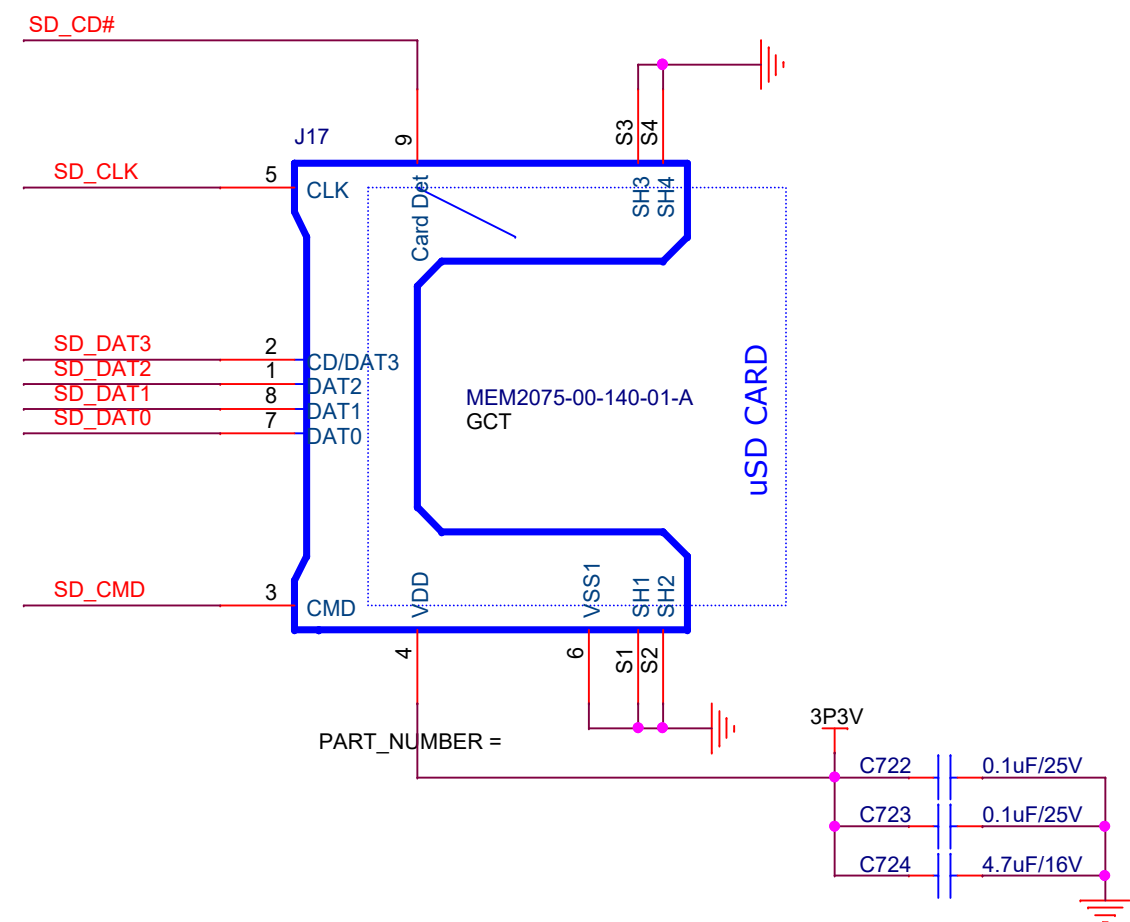 SD_CD#
J17
9
S3
S4
SD_CLK
5
CLK
Card Det
SH3
SH4
SD_DAT3
2
CD/DAT3
SD_DAT2
1
DAT2
SD_DAT1
8
DAT1
SD_DAT0
7
DAT0
MEM2075-00-140-01-A
GCT
uSD CARD
SD_CMD
3
CMD
VDD
VSS1
SH1
SH2
4
6
S1
S2
PART_NUMBER =
3P3V
C722
0.1uF/25V
C723
0.1uF/25V
C724
4.7uF/16V